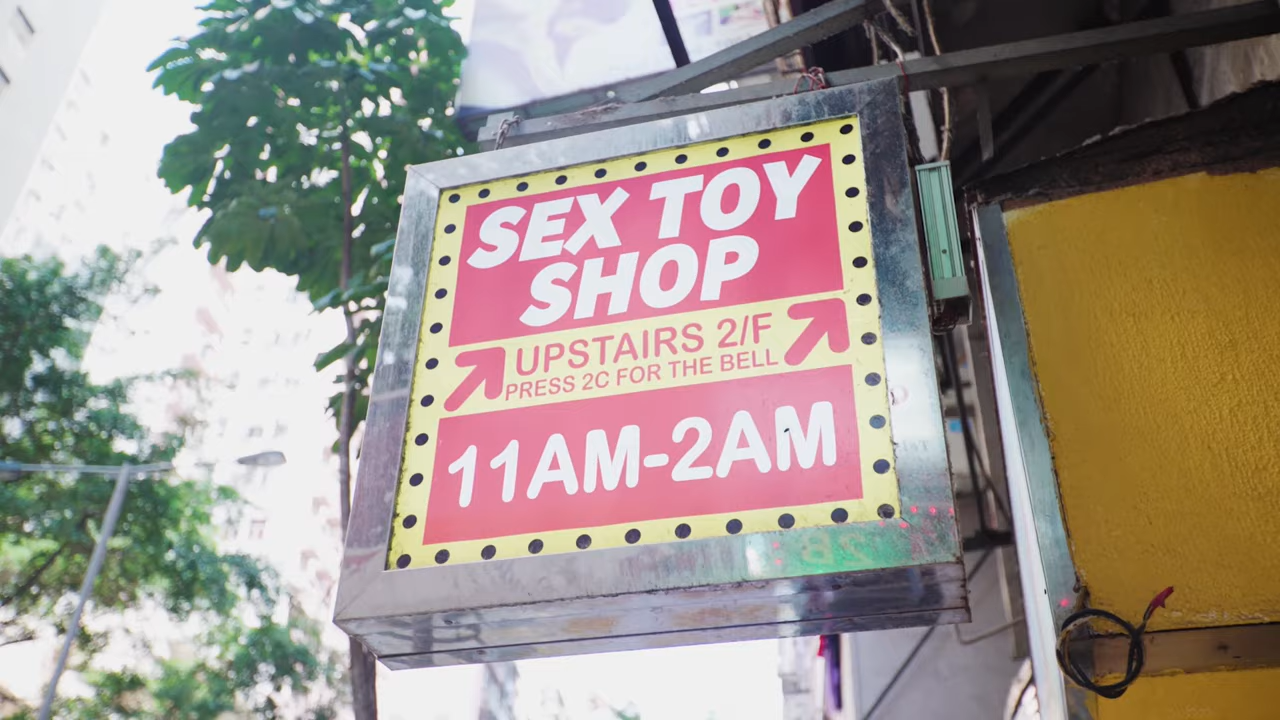 SEX TOY
SHOP
UPSTAIRS 2/F
PRESS 2C FOR THE BELL
11AM-2AM